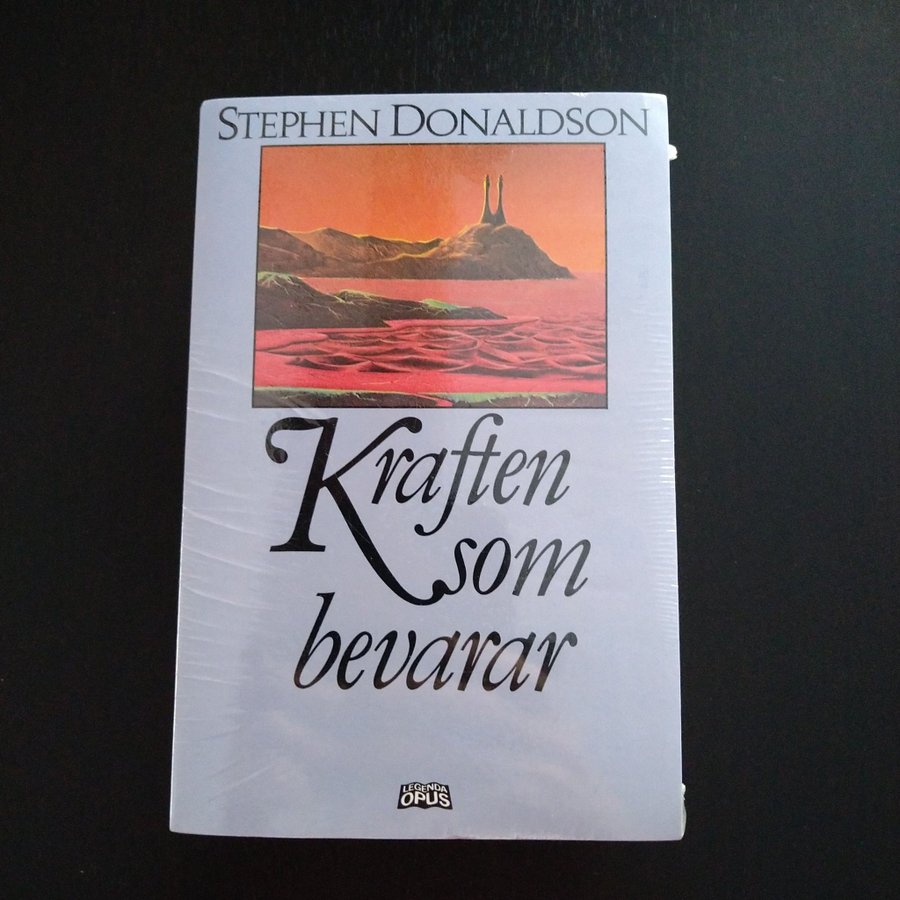 STEPHEN DONALDSON
Kraften
som
bevarar
LEGENDA
OPUS